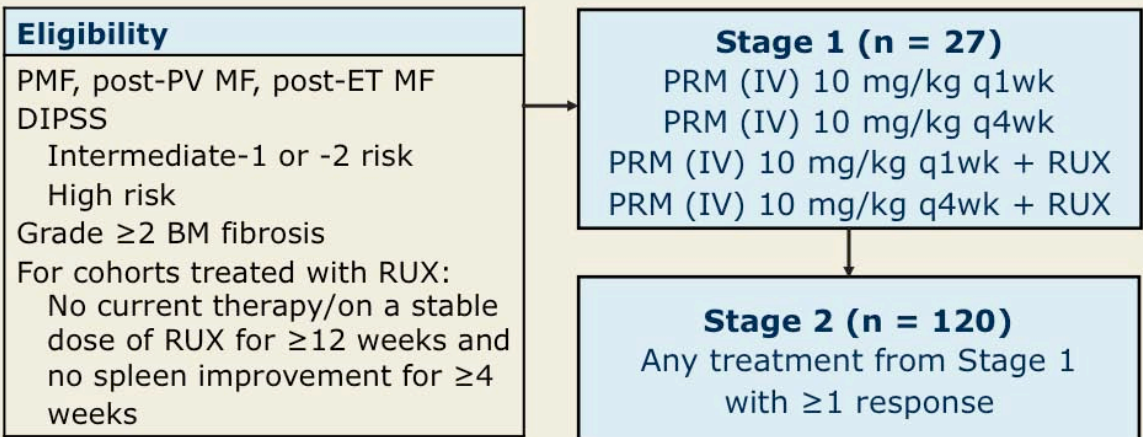 Eligibility
PMF, post-PV MF, post-ET MF
DIPSS
Intermediate-1 or -2 risk
High risk
Grade ≥2 BM fibrosis
For cohorts treated with RUX:
No current therapy/on a stable
dose of RUX for ≥12 weeks and
no spleen improvement for ≥4
weeks
Stage 1 (n = 27)
PRM (IV) 10 mg/kg q1wk
PRM (IV) 10 mg/kg q4wk
PRM (IV) 10 mg/kg q1wk + RUX
PRM (IV) 10 mg/kg q4wk + RUX
Stage 2 (n = 120)
Any treatment from Stage 1
with ≥1 response